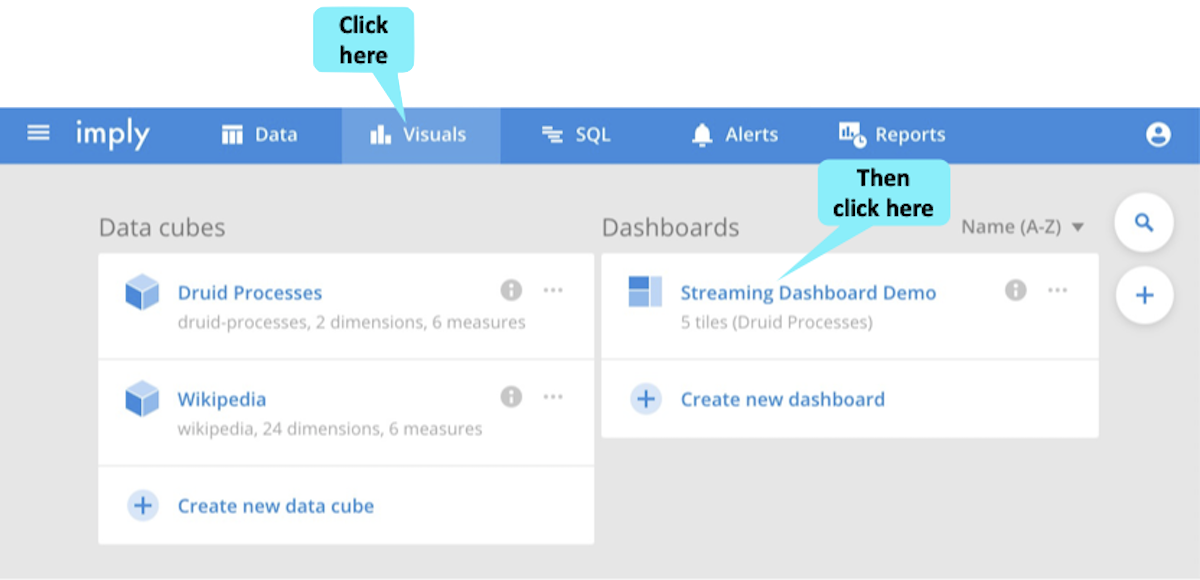 Click
here
imply
Data
Visuals
SQL
Alerts
Reports
Then
click here
Data cubes
Dashboards
Name (A-Z)
Druid Processes
druid-processes, 2 dimensions, 6 measures
Streaming Dashboard Demo
5 tiles (Druid Processes)
Wikipedia
wikipedia, 24 dimensions, 6 measures
Create new dashboard
Create new data cube